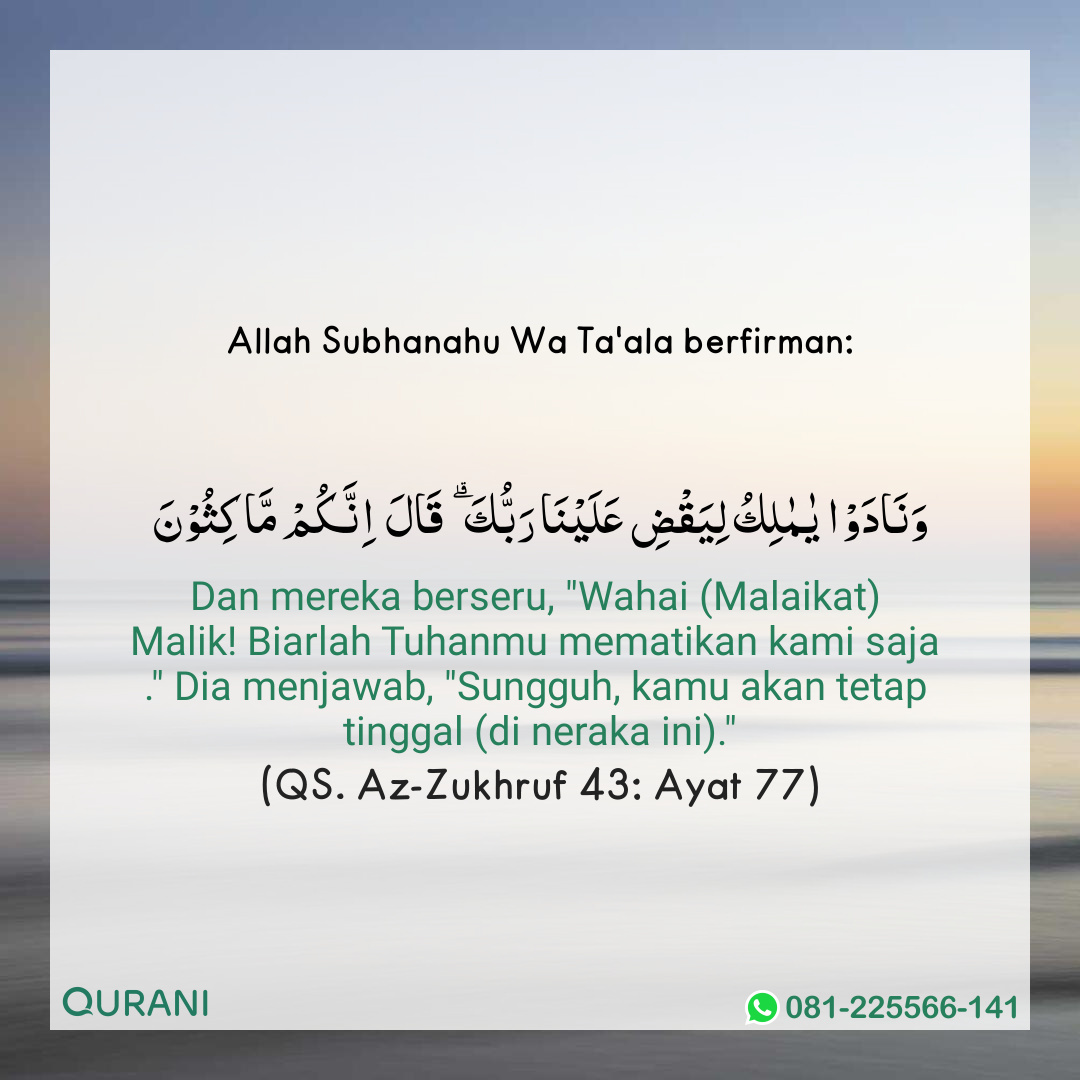 Allah Subhanahu Wa Ta'ala berfirman:
وَنَادَوْا يٰمٰلِكُ لِيَقْضِ عَلَيْنَا رَبُّكَ ۗ قَالَ اِنَّكُمْ مَّا كِثُوْنَ
Dan mereka berseru, "Wahai (Malaikat)
Malik! Biarlah Tuhanmu mematikan kami saja
." Dia menjawab, "Sungguh, kamu akan tetap
tinggal (di neraka ini)."
(QS. Az-Zukhruf 43: Ayat 77)
QURANI
081-225566-141